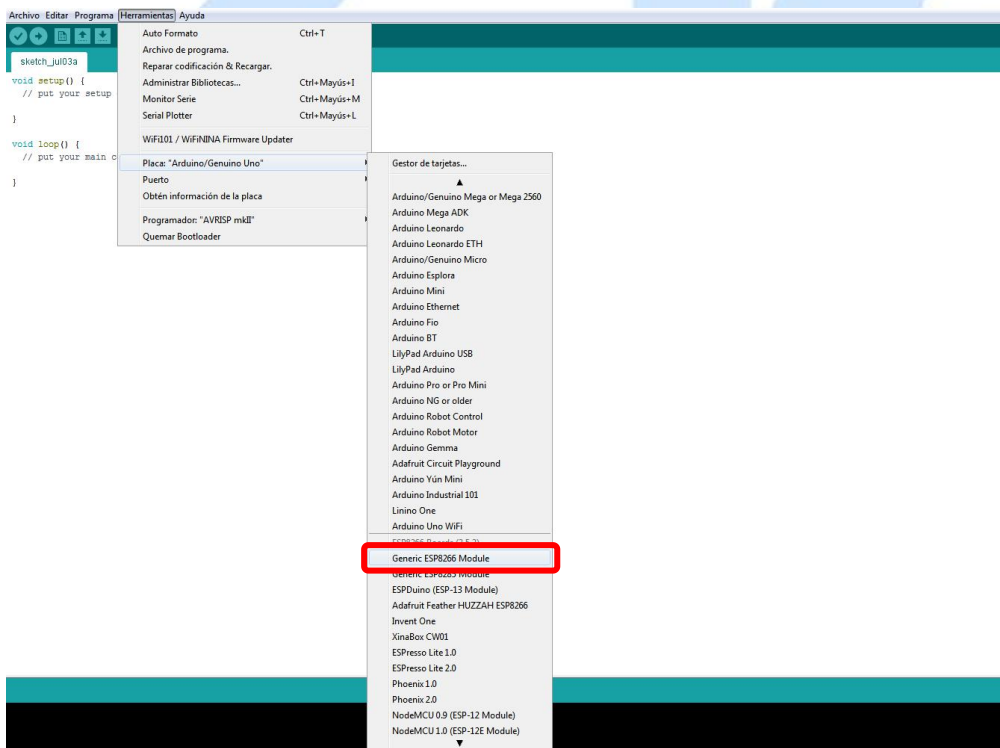 Archivo Editar Programa Herramientas Ayuda
sketch_jul03a
void setup() {
// put your setup
}
void loop() {
// put your main c
}
Auto Formato Ctrl+T
Archivo de programa.
Reparar codificación & Recargar.
Administrar Bibliotecas... Ctrl+Mayús+I
Monitor Serie Ctrl+Mayús+M
Serial Plotter Ctrl+Mayús+L
WiFi101 / WiFiNINA Firmware Updater
Placa: "Arduino/Genuino Uno"
Puerto
Obtén información de la placa
Programador: "AVRISP mkII"
Quemar Bootloader
Gestor de tarjetas...
Arduino/Genuino Mega or Mega 2560
Arduino Mega ADK
Arduino Leonardo
Arduino Leonardo ETH
Arduino/Genuino Micro
Arduino Esplora
Arduino Mini
Arduino Ethernet
Arduino Fio
Arduino BT
LilyPad Arduino USB
LilyPad Arduino
Arduino Pro or Pro Mini
Arduino NG or older
Arduino Robot Control
Arduino Robot Motor
Arduino Gemma
Adafruit Circuit Playground
Arduino Yún Mini
Arduino Industrial 101
Linino One
Arduino Uno WiFi
ESP8266 Boards (2.5.2)
Generic ESP8266 Module
Generic ESP8285 Module
ESPDuino (ESP-13 Module)
Adafruit Feather HUZZAH ESP8266
Invent One
XinaBox CW01
ESPresso Lite 1.0
ESPresso Lite 2.0
Phoenix 1.0
Phoenix 2.0
NodeMCU 0.9 (ESP-12 Module)
NodeMCU 1.0 (ESP-12E Module)